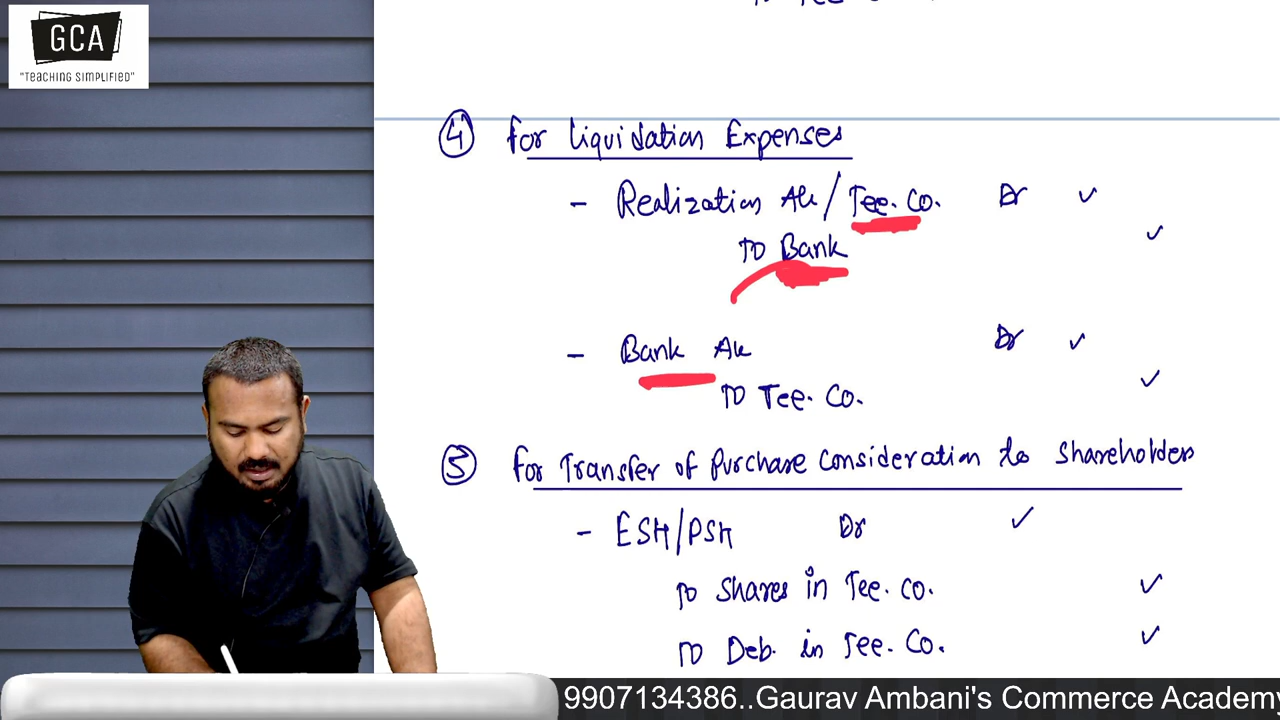 GCA
"TEACHING SIMPLIFIED"
④ for Liquidation Expenses
- Realization A/c / Tee. Co. Dr ✓
To Bank ✓
- Bank A/c Dr ✓
To Tee. Co. ✓
⑤ for Transfer of Purchase Consideration to Shareholders
- ESH/PSH Dr ✓
To Shares in Tee. Co. ✓
To Deb. in Tee. Co. ✓
9907134386..Gaurav Ambani's Commerce Academy